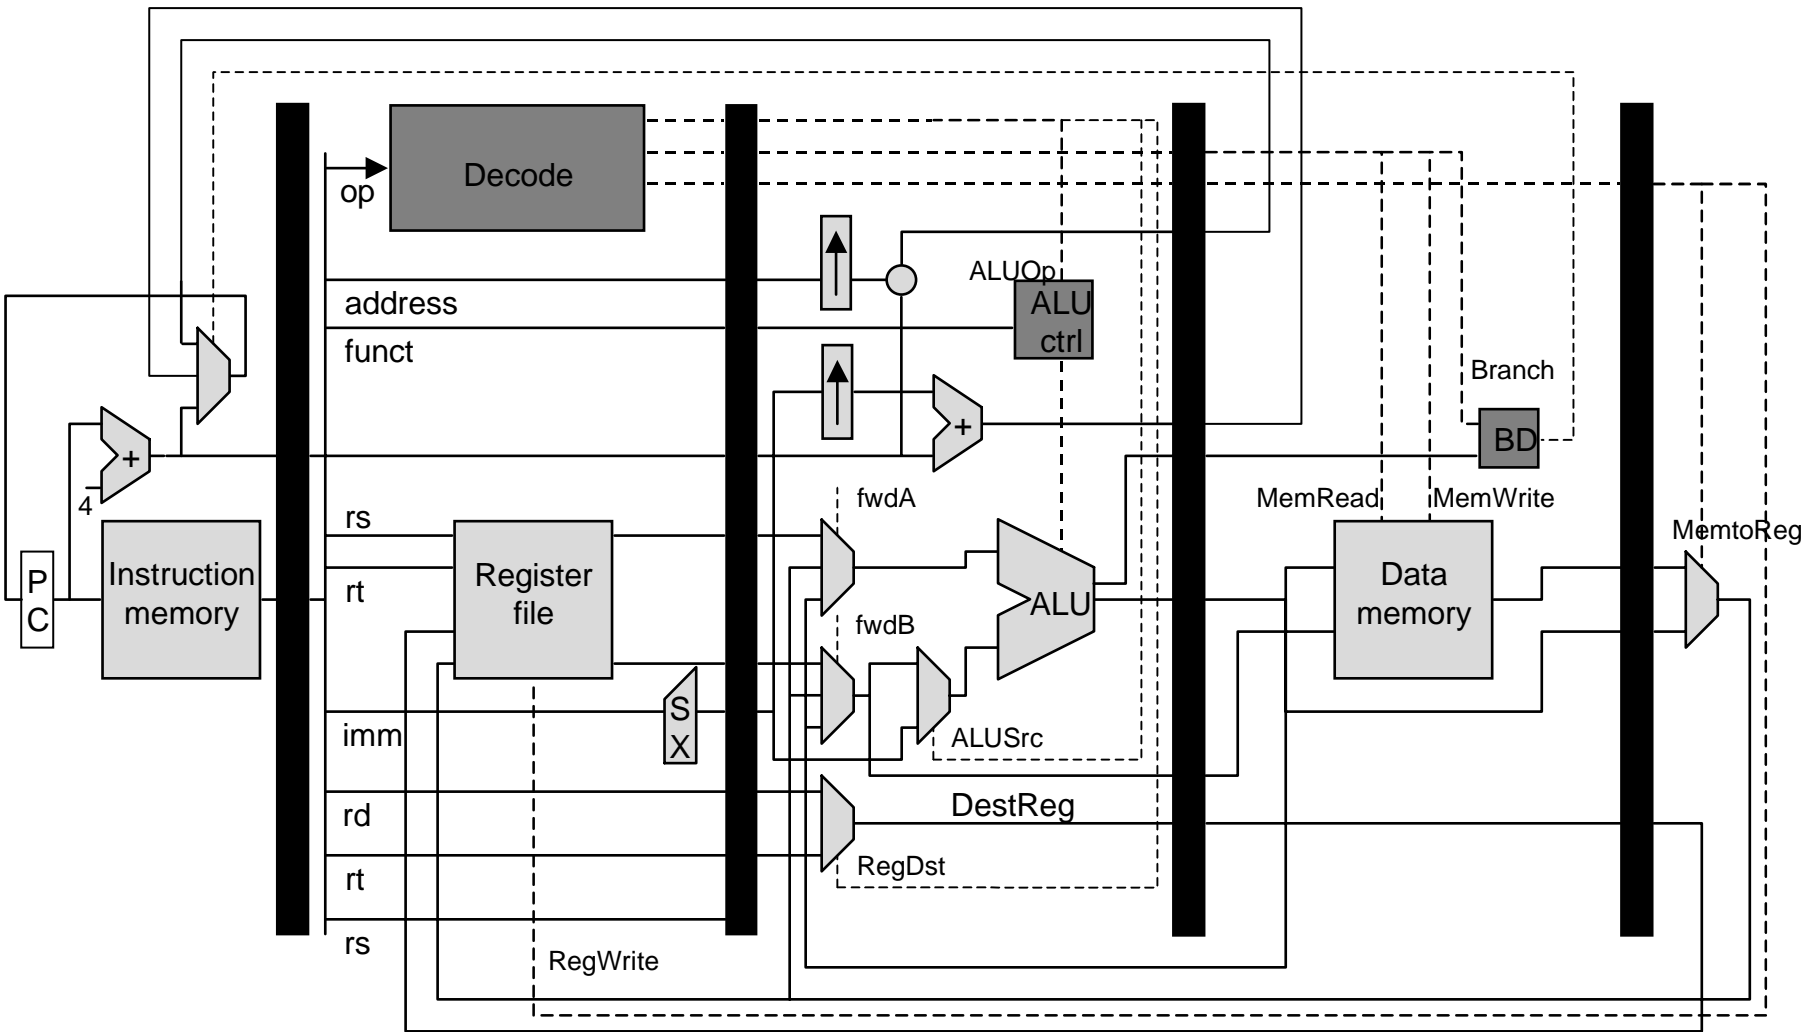 Decode
op
ALUOp
address
ALU
ctrl
funct
Branch
+
+
BD
4
rs
fwdA
MemRead
MemWrite
MemtoReg
P
C
Instruction
memory
rt
Register
file
ALU
Data
memory
fwdB
S
X
imm
ALUSrc
rd
DestReg
rt
RegDst
rs
RegWrite